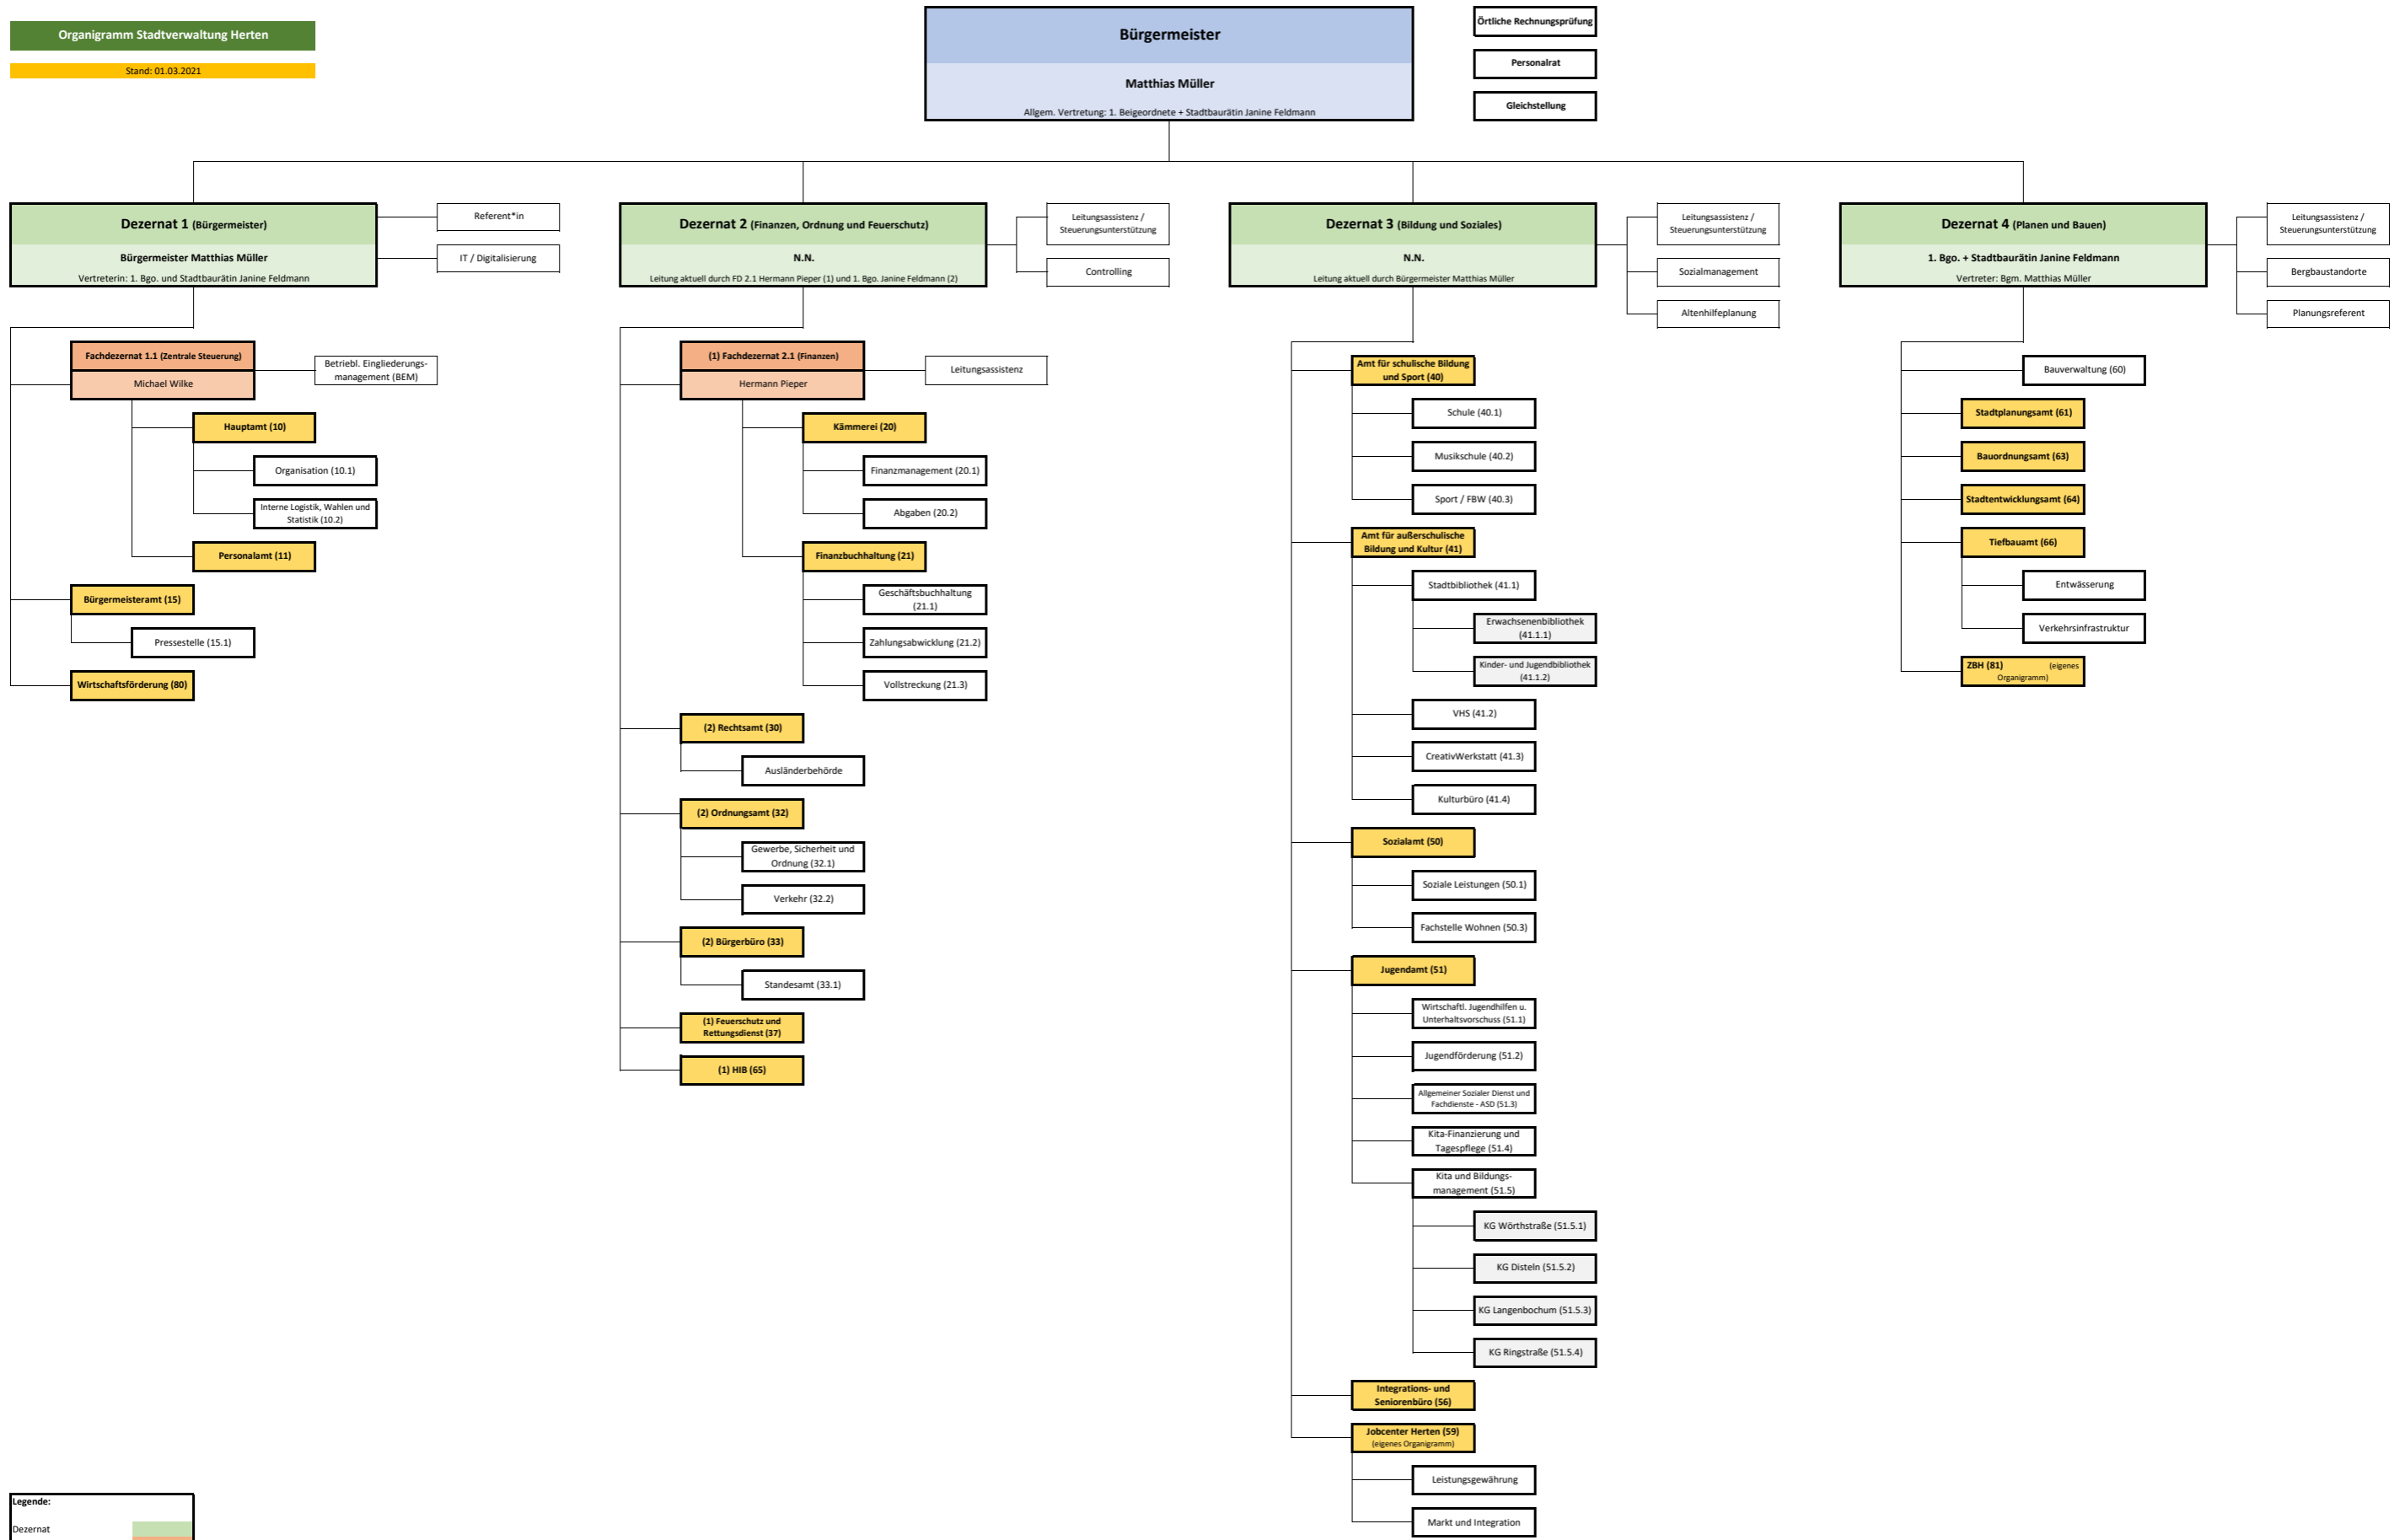 Organigramm Stadtverwaltung Herten
Stand: 01.03.2021
Bürgermeister
Matthias Müller
Allgem. Vertretung: 1. Beigeordnete + Stadtbaurätin Janine Feldmann
Örtliche Rechnungsprüfung
Personalrat
Gleichstellung
Dezernat 1 (Bürgermeister)
Bürgermeister Matthias Müller
Vertreterin: 1. Bgo. und Stadtbaurätin Janine Feldmann
Referent*in
IT / Digitalisierung
Fachdezernat 1.1 (Zentrale Steuerung)
Michael Wilke
Betriebl. Eingliederungs-
management (BEM)
Hauptamt (10)
Organisation (10.1)
Interne Logistik, Wahlen und
Statistik (10.2)
Personalamt (11)
Bürgermeisteramt (15)
Pressestelle (15.1)
Wirtschaftsförderung (80)
Dezernat 2 (Finanzen, Ordnung und Feuerschutz)
N.N.
Leitung aktuell durch FD 2.1 Hermann Pieper (1) und 1. Bgo. Janine Feldmann (2)
Leitungsassistenz /
Steuerungsunterstützung
Controlling
(1) Fachdezernat 2.1 (Finanzen)
Hermann Pieper
Leitungsassistenz
Kämmerei (20)
Finanzmanagement (20.1)
Abgaben (20.2)
Finanzbuchhaltung (21)
Geschäftsbuchhaltung
(21.1)
Zahlungsabwicklung (21.2)
Vollstreckung (21.3)
(2) Rechtsamt (30)
Ausländerbehörde
(2) Ordnungsamt (32)
Gewerbe, Sicherheit und
Ordnung (32.1)
Verkehr (32.2)
(2) Bürgerbüro (33)
Standesamt (33.1)
(1) Feuerschutz und
Rettungsdienst (37)
(1) HIB (65)
Dezernat 3 (Bildung und Soziales)
N.N.
Leitung aktuell durch Bürgermeister Matthias Müller
Leitungsassistenz /
Steuerungsunterstützung
Sozialmanagement
Altenhilfeplanung
Amt für schulische Bildung
und Sport (40)
Schule (40.1)
Musikschule (40.2)
Sport / FBW (40.3)
Amt für außerschulische
Bildung und Kultur (41)
Stadtbibliothek (41.1)
Erwachsenenbibliothek
(41.1.1)
Kinder- und Jugendbibliothek
(41.1.2)
VHS (41.2)
CreativWerkstatt (41.3)
Kulturbüro (41.4)
Sozialamt (50)
Soziale Leistungen (50.1)
Fachstelle Wohnen (50.3)
Jugendamt (51)
Wirtschaftl. Jugendhilfen u.
Unterhaltsvorschuss (51.1)
Jugendförderung (51.2)
Allgemeiner Sozialer Dienst und
Fachdienste - ASD (51.3)
Kita-Finanzierung und
Tagespflege (51.4)
Kita und Bildungs-
management (51.5)
KG Wörthstraße (51.5.1)
KG Disteln (51.5.2)
KG Langenbochum (51.5.3)
KG Ringstraße (51.5.4)
Integrations- und
Seniorenbüro (56)
Jobcenter Herten (59)
(eigenes Organigramm)
Leistungsgewährung
Markt und Integration
Dezernat 4 (Planen und Bauen)
1. Bgo. + Stadtbaurätin Janine Feldmann
Vertreter: Bgm. Matthias Müller
Leitungsassistenz /
Steuerungsunterstützung
Bergbaustandorte
Planungsreferent
Bauverwaltung (60)
Stadtplanungsamt (61)
Bauordnungsamt (63)
Stadtentwicklungsamt (64)
Tiefbauamt (66)
Entwässerung
Verkehrsinfrastruktur
ZBH (81) (eigenes
Organigramm)
Legende:
Dezernat